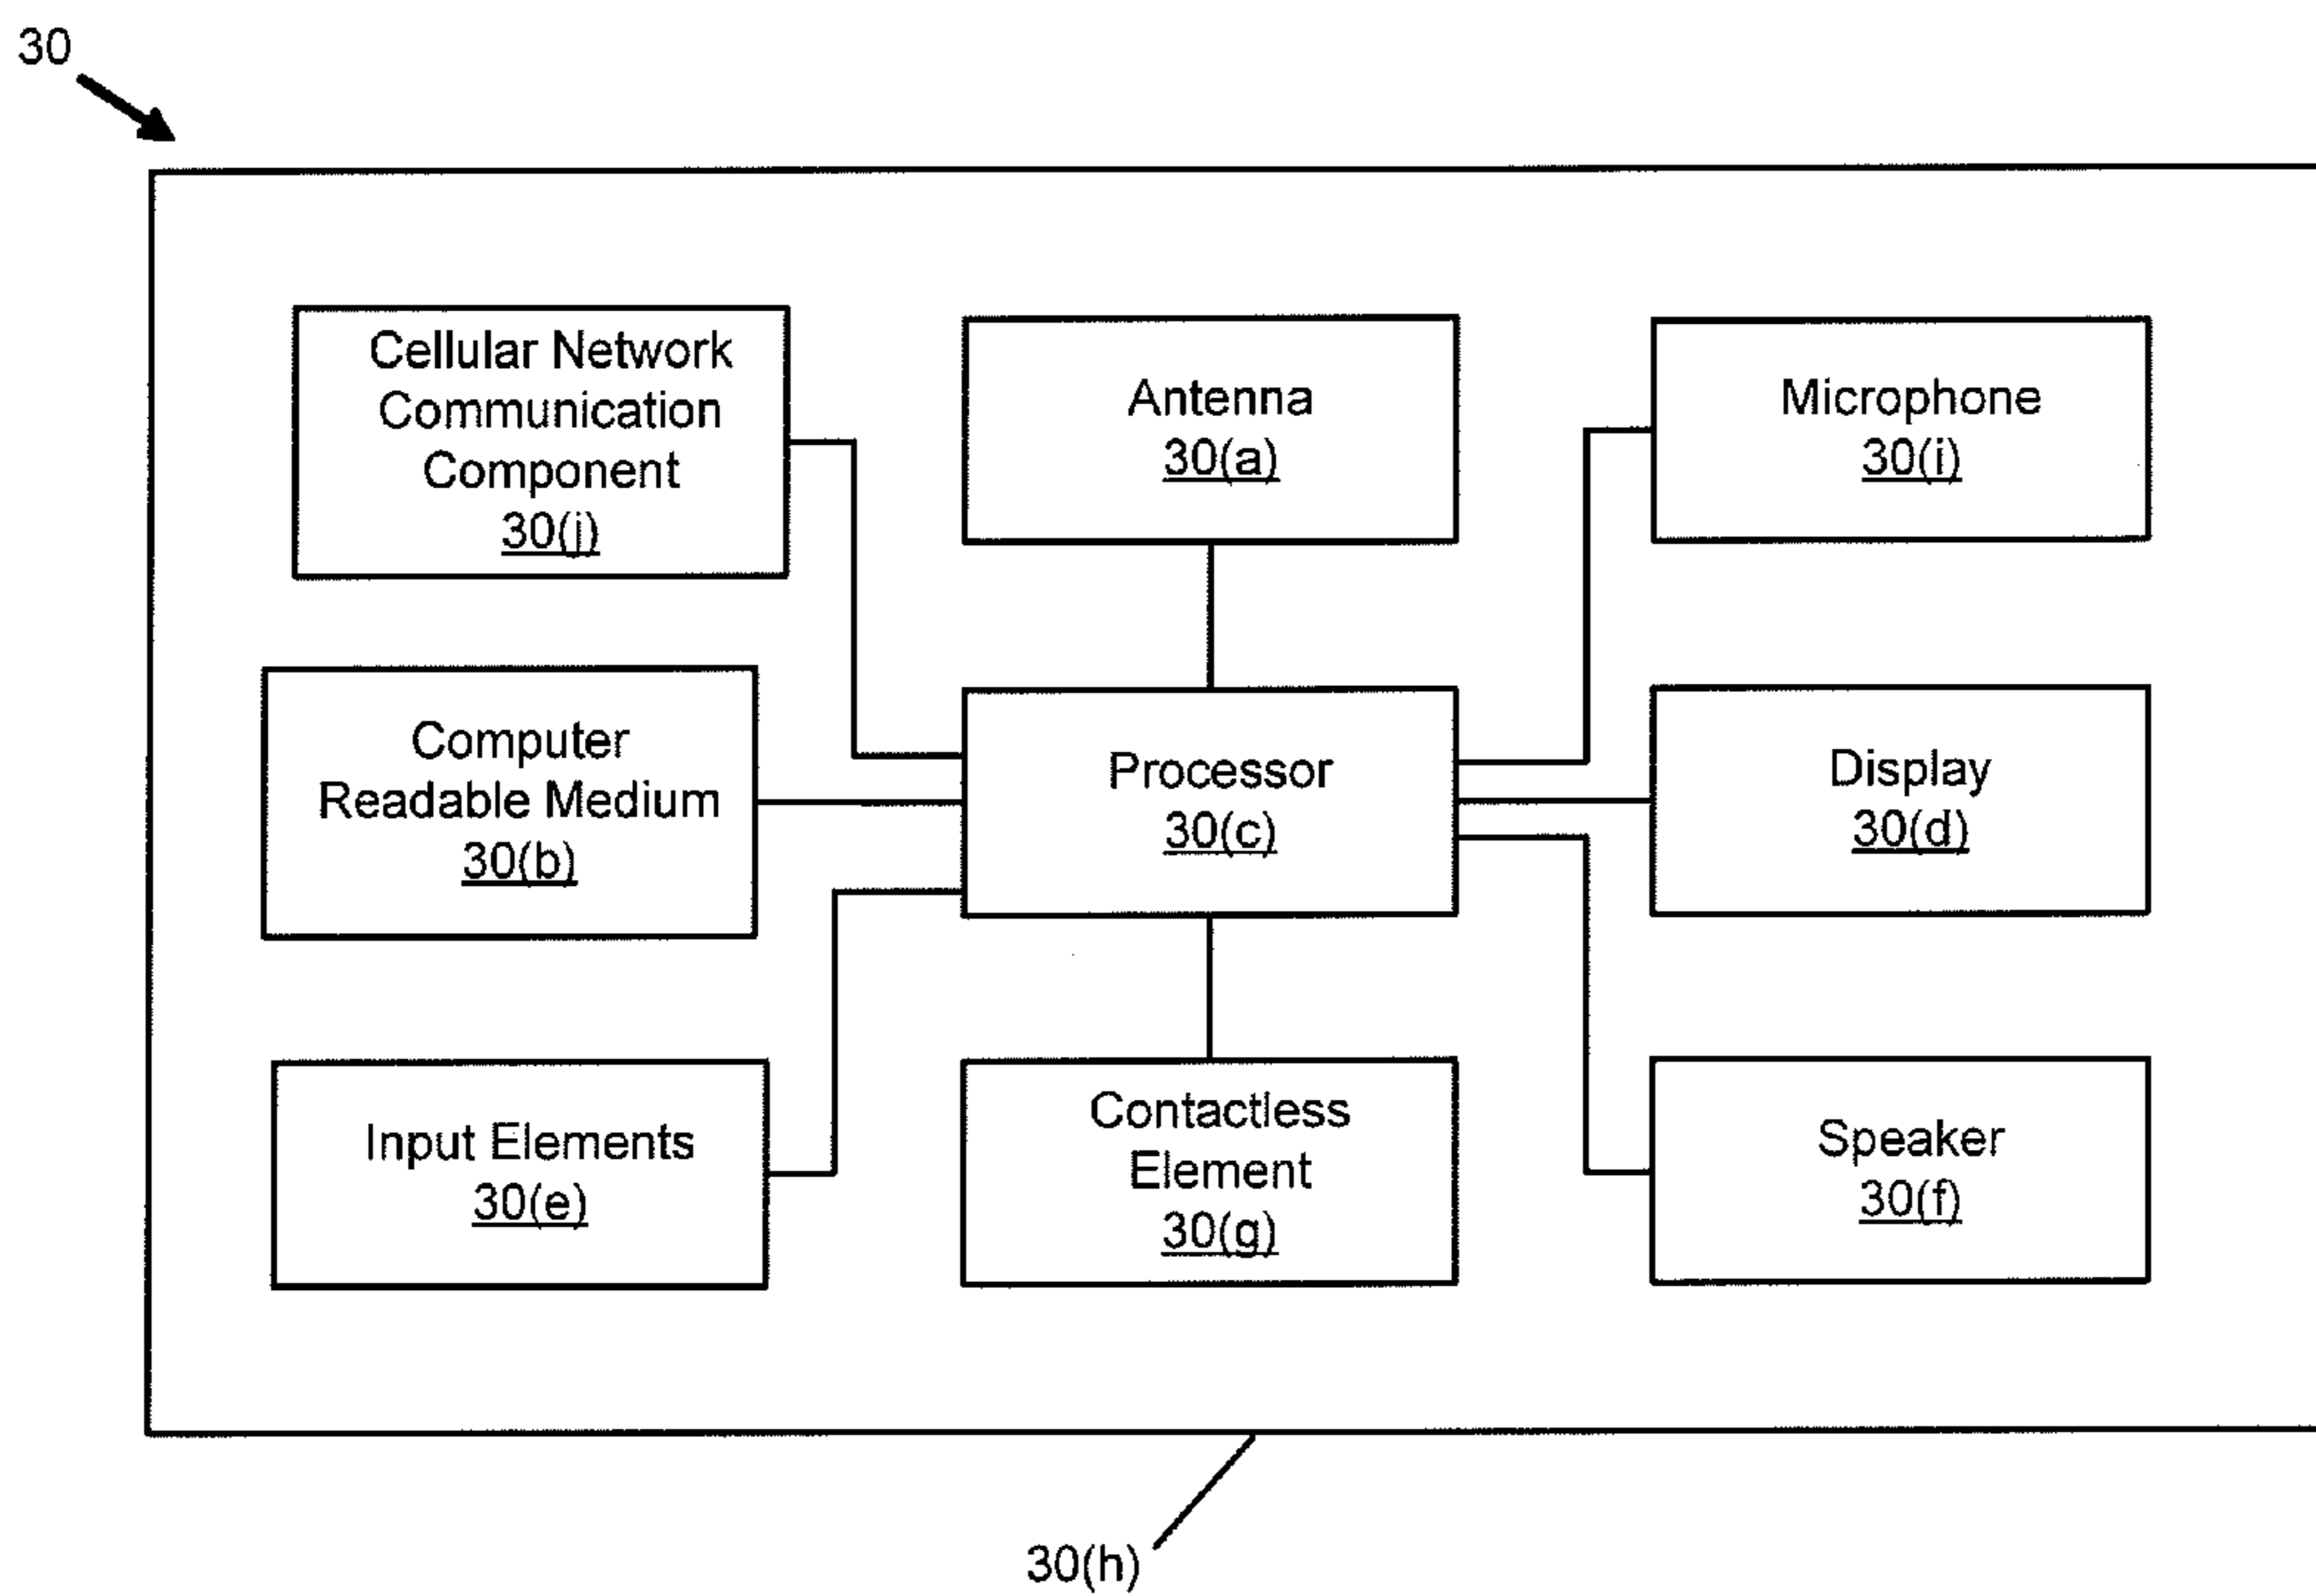 30
Cellular Network
Communication
Component
30(j)
Antenna
30(a)
Microphone
30(i)
Computer
Readable Medium
30(b)
Processor
30(c)
Display
30(d)
Input Elements
30(e)
Contactless
Element
30(g)
Speaker
30(f)
30(h)